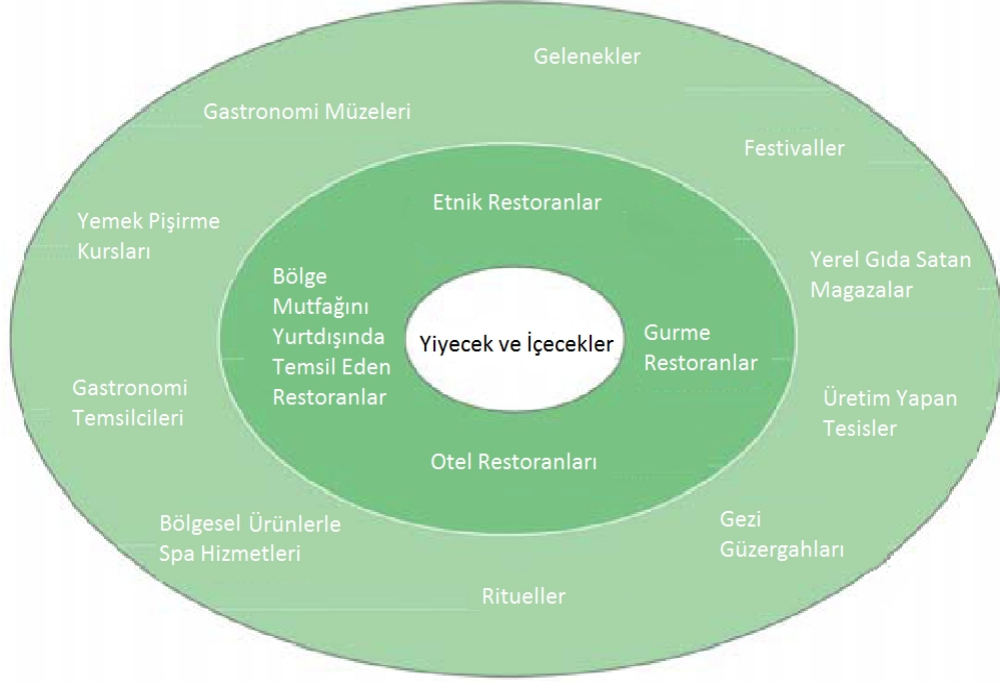 Gelenekler
Gastronomi Müzeleri
Festivaller
Etnik Restoranlar
Yemek Pişirme
Kursları
Yerel Gıda Satan
Magazalar
Bölge
Mutfağını
Yurtdışında
Temsil Eden
Restoranlar
Yiyecek ve İçecekler
Gurme
Restoranlar
Gastronomi
Temsilcileri
Üretim Yapan
Tesisler
Otel Restoranları
Bölgesel Ürünlerle
Spa Hizmetleri
Gezi
Güzergahları
Ritueller